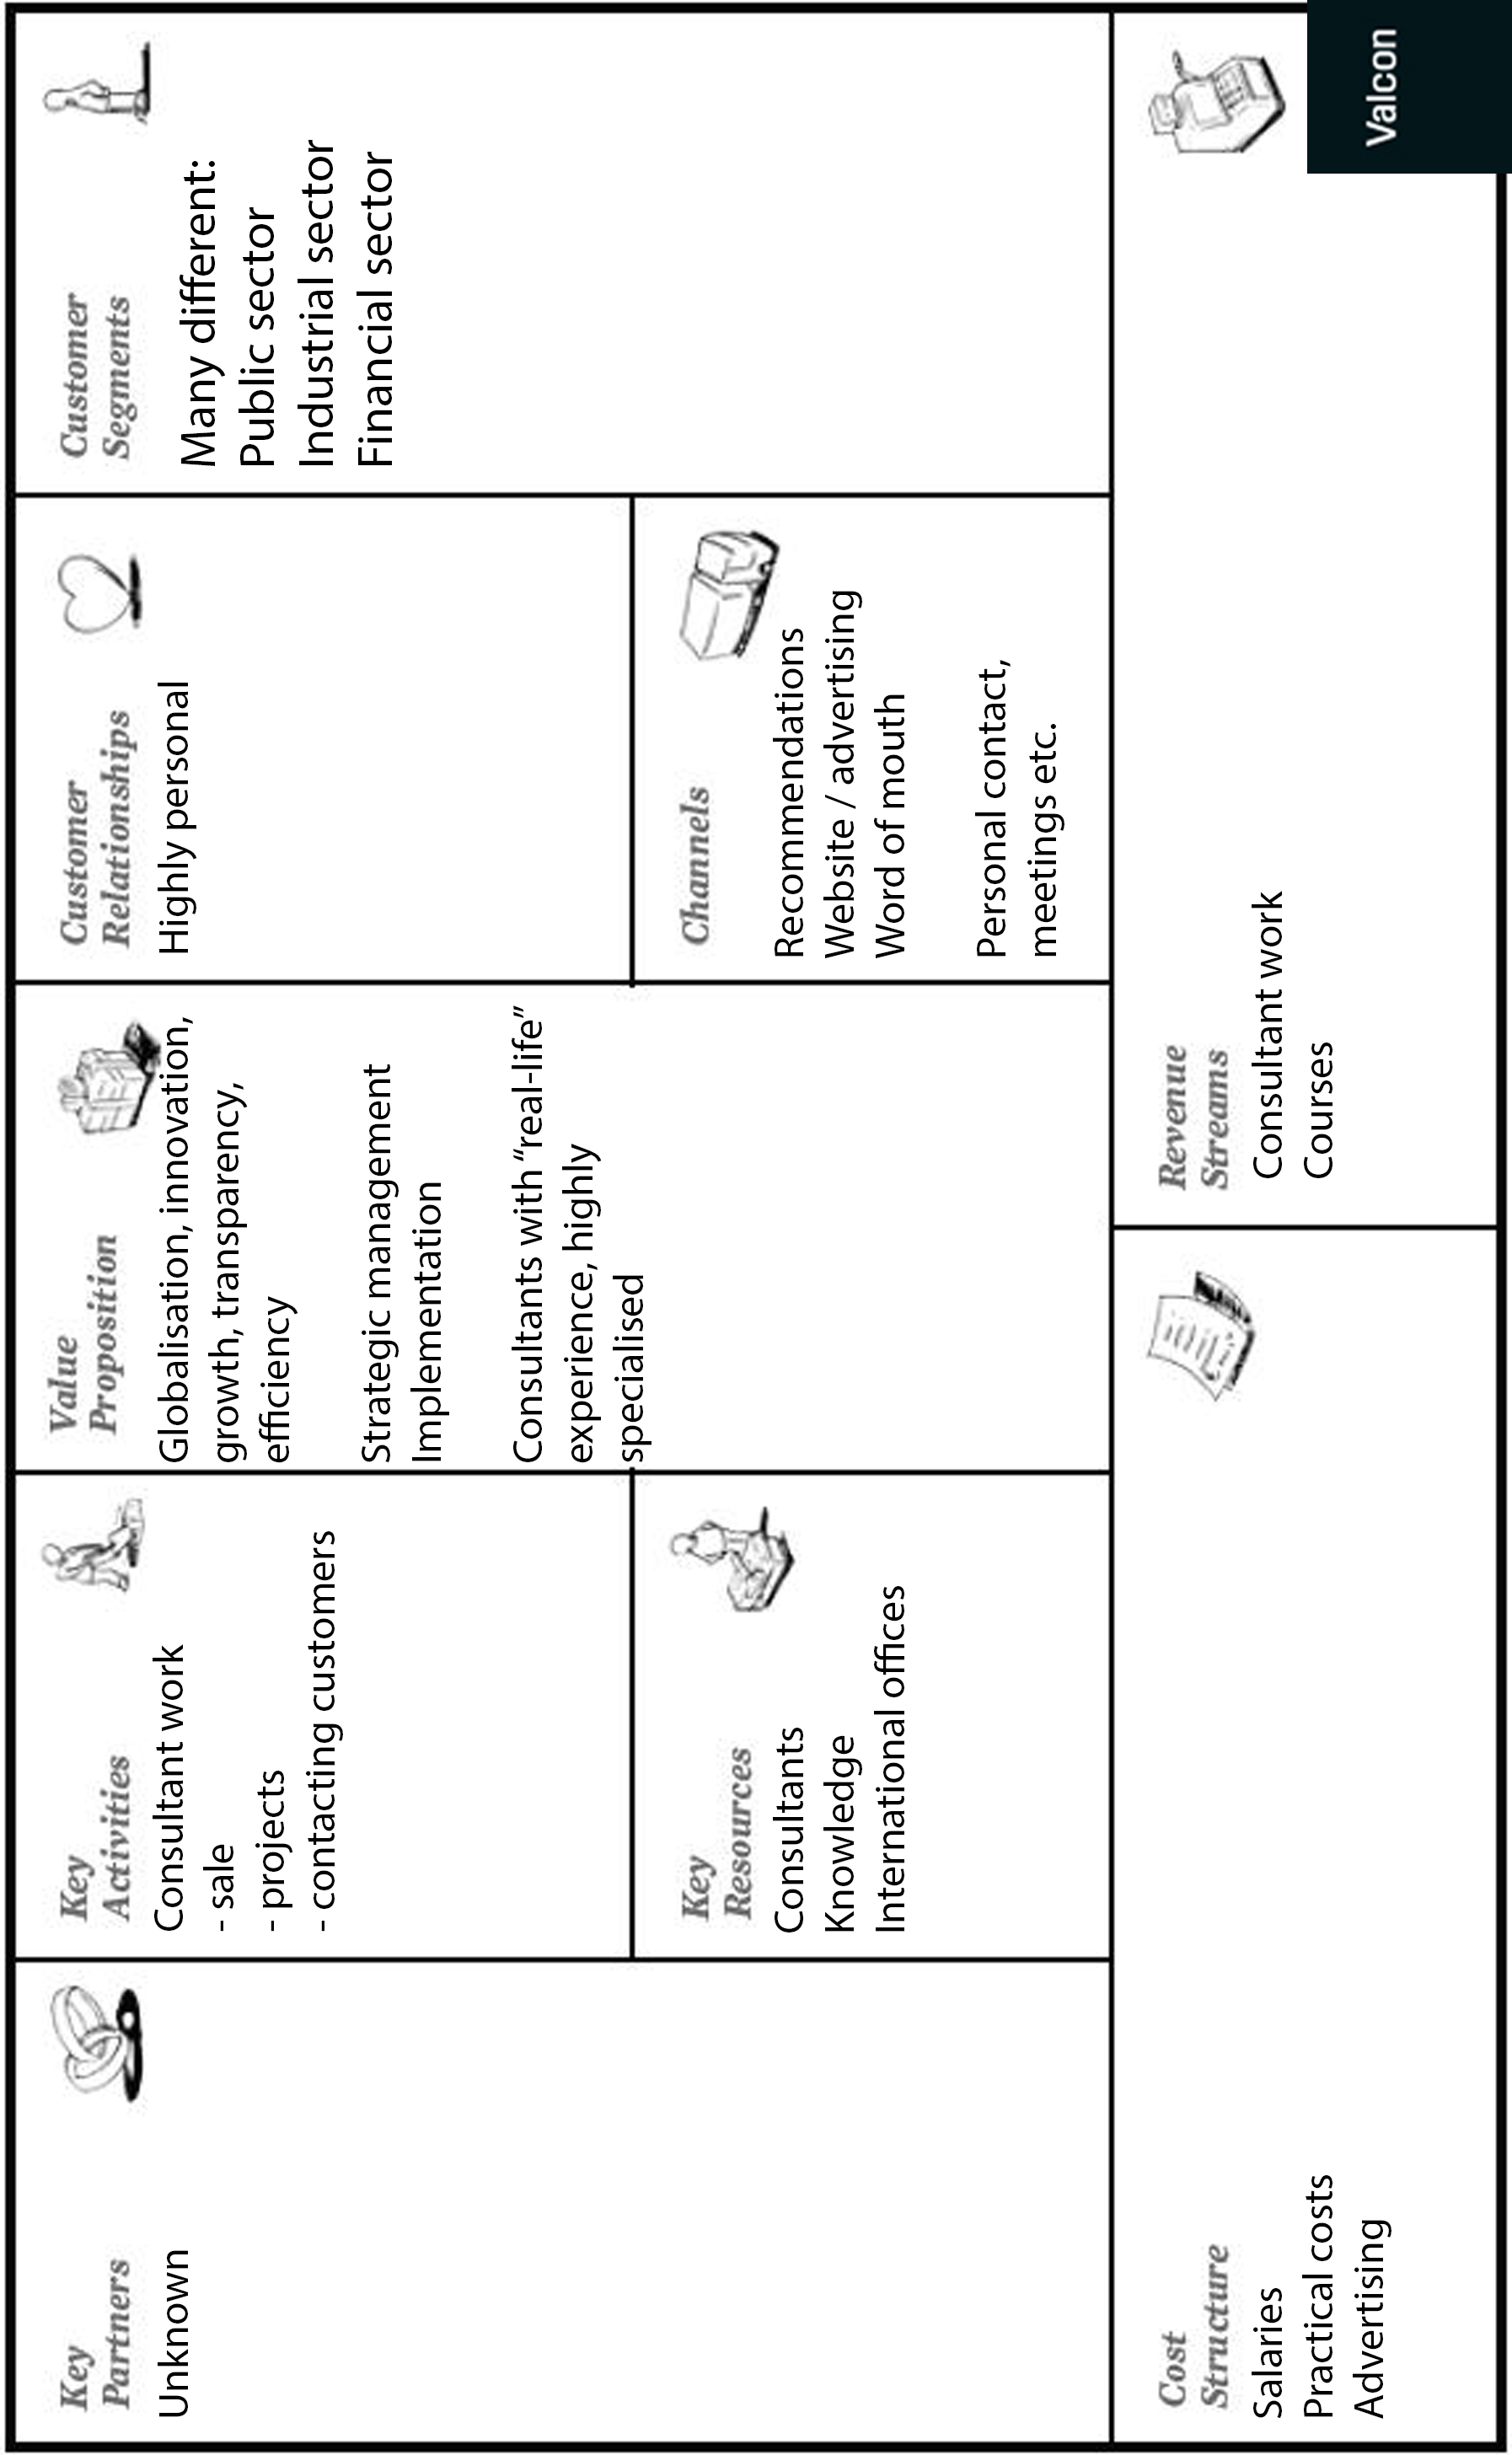 Key
Partners
Unknown
Key
Activities
Consultant work
- sale
- projects
- contacting customers
Key
Resources
Consultants
Knowledge
International offices
Value
Proposition
Globalisation, innovation,
growth, transparency,
efficiency
Strategic management
Implementation
Consultants with “real-life”
experience, highly
specialised
Customer
Relationships
Highly personal
Channels
Recommendations
Website / advertising
Word of mouth
Personal contact,
meetings etc.
Customer
Segments
Many different:
Public sector
Industrial sector
Financial sector
Cost
Structure
Salaries
Practical costs
Advertising
Revenue
Streams
Consultant work
Courses
Valcon